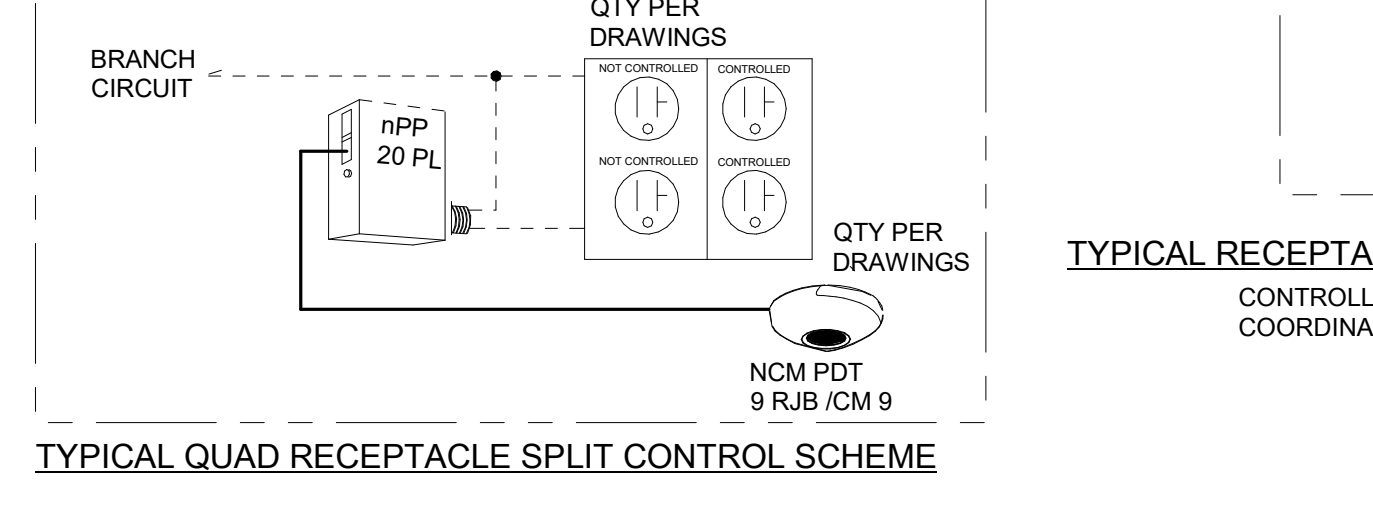 QTY PER
DRAWINGS
BRANCH
CIRCUIT
NOT CONTROLLED
CONTROLLED
nPP
20 PL
NOT CONTROLLED
CONTROLLED
QTY PER
DRAWINGS
NCM PDT
9 RJB /CM 9
TYPICAL QUAD RECEPTACLE SPLIT CONTROL SCHEME
TYPICAL RECEPTA
CONTROLL
COORDINA